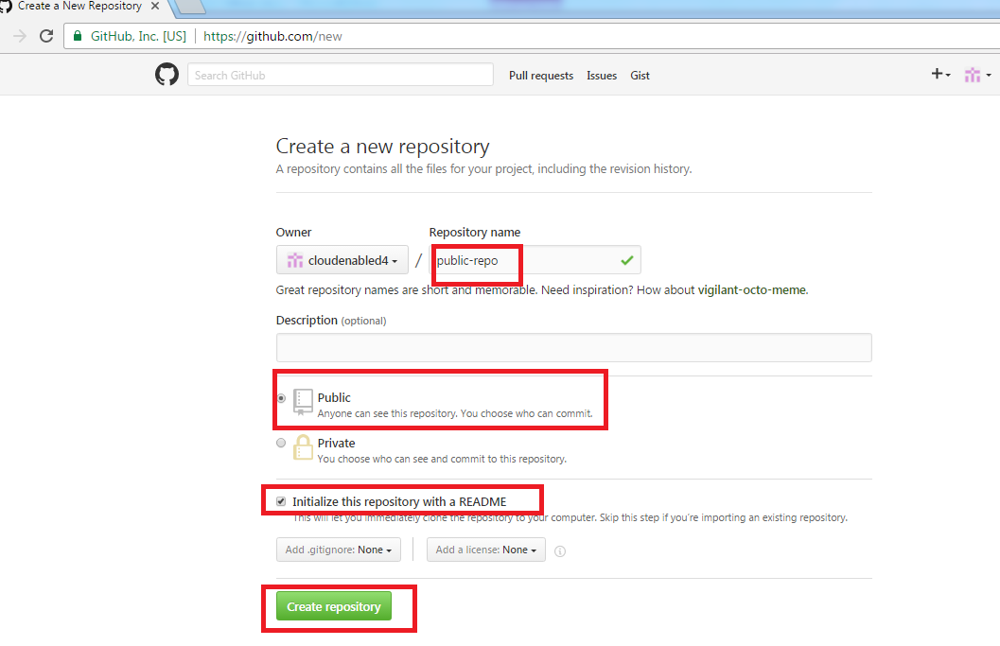 Create a New Repository
GitHub, Inc. [US] https://github.com/new
Search GitHub Pull requests Issues Gist
Create a new repository
A repository contains all the files for your project, including the revision history.
Owner Repository name
cloudenabled4 / public-repo
Great repository names are short and memorable. Need inspiration? How about vigilant-octo-meme.
Description (optional)
Public
Anyone can see this repository. You choose who can commit.
Private
You choose who can see and commit to this repository.
Initialize this repository with a README
This will let you immediately clone the repository to your computer. Skip this step if you're importing an existing repository.
Add .gitignore: None Add a license: None
Create repository